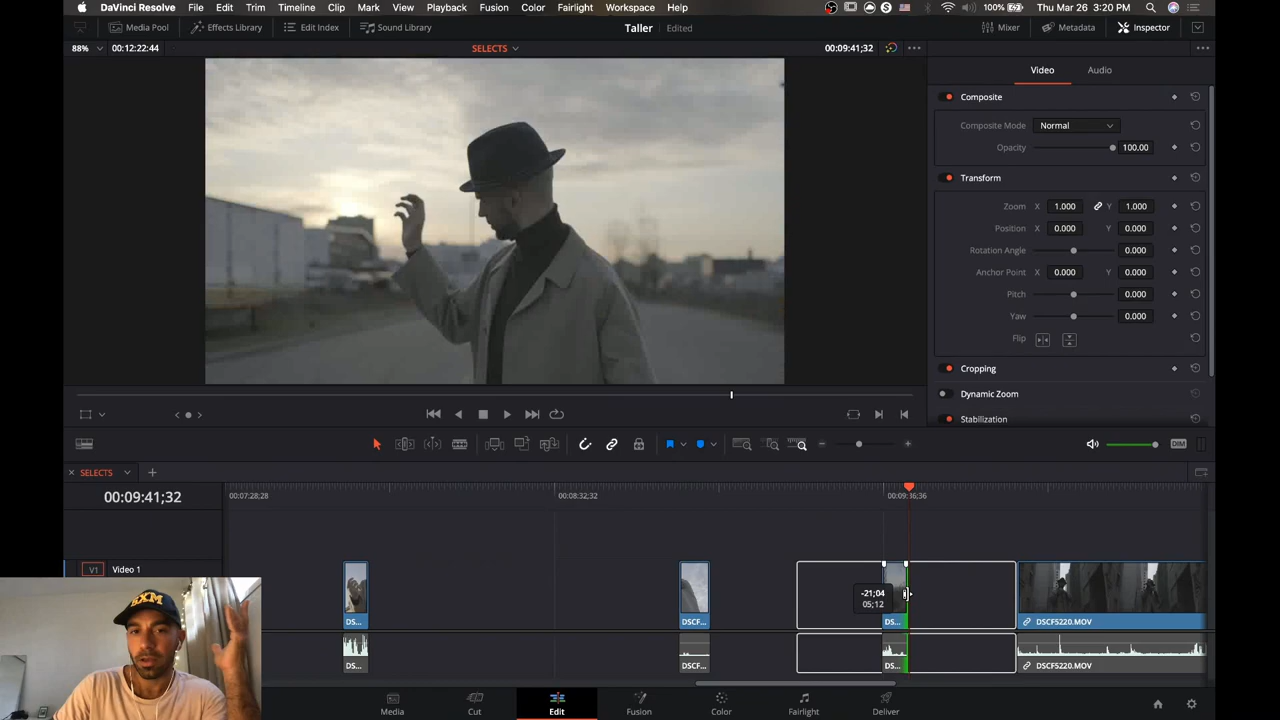 DaVinci Resolve File Edit Trim Timeline Clip Mark View Playback Fusion Color Fairlight Workspace Help 100% Thu Mar 26 3:20 PM
Media Pool Effects Library Edit Index Sound Library Taller Edited Mixer Metadata Inspector
88% 00:12:22:44 SELECTS 00:09:41;32
Video Audio
Composite
Composite Mode Normal
Opacity 100.00
Transform
Zoom X 1.000 Y 1.000
Position X 0.000 Y 0.000
Rotation Angle 0.000
Anchor Point X 0.000 Y 0.000
Pitch 0.000
Yaw 0.000
Flip
Cropping
Dynamic Zoom
Stabilization
DIM
SELECTS
00:09:41;32 00:07:28;28 00:08:32;32 00:09:36;36
V1 Video 1
-21;04
05;12
DS... DSCF... DS... DSCF5220.MOV
DS... DSCF... DS... DSCF5220.MOV
Media Cut Edit Fusion Color Fairlight Deliver